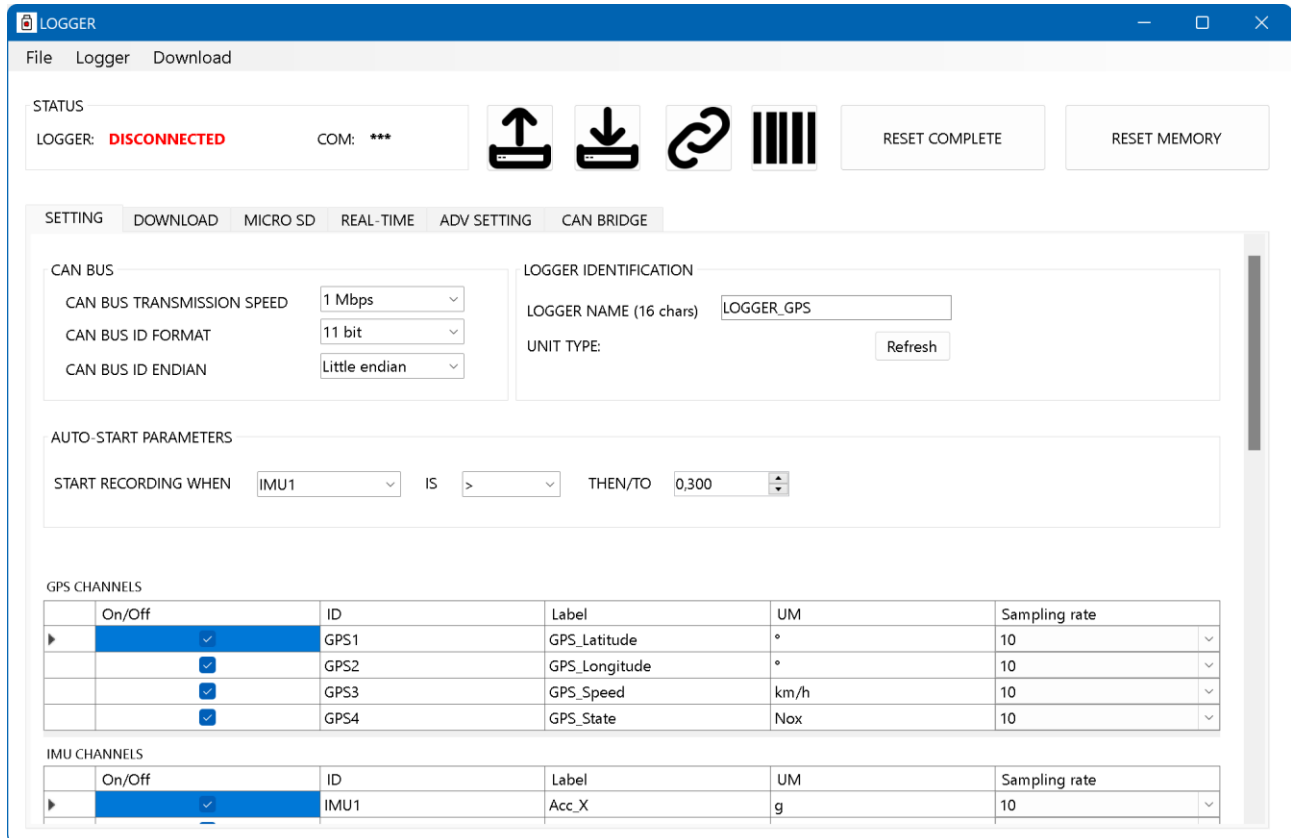 LOGGER
File Logger Download
STATUS
LOGGER: DISCONNECTED COM: ***
RESET COMPLETE RESET MEMORY
SETTING DOWNLOAD MICRO SD REAL-TIME ADV SETTING CAN BRIDGE
CAN BUS
CAN BUS TRANSMISSION SPEED 1 Mbps
CAN BUS ID FORMAT 11 bit
CAN BUS ID ENDIAN Little endian
LOGGER IDENTIFICATION
LOGGER NAME (16 chars) LOGGER_GPS
UNIT TYPE: Refresh
AUTO-START PARAMETERS
START RECORDING WHEN IMU1 IS > THEN/TO 0,300
GPS CHANNELS
On/Off ID Label UM Sampling rate
GPS1 GPS_Latitude ° 10
GPS2 GPS_Longitude ° 10
GPS3 GPS_Speed km/h 10
GPS4 GPS_State Nox 10
IMU CHANNELS
On/Off ID Label UM Sampling rate
IMU1 Acc_X g 10